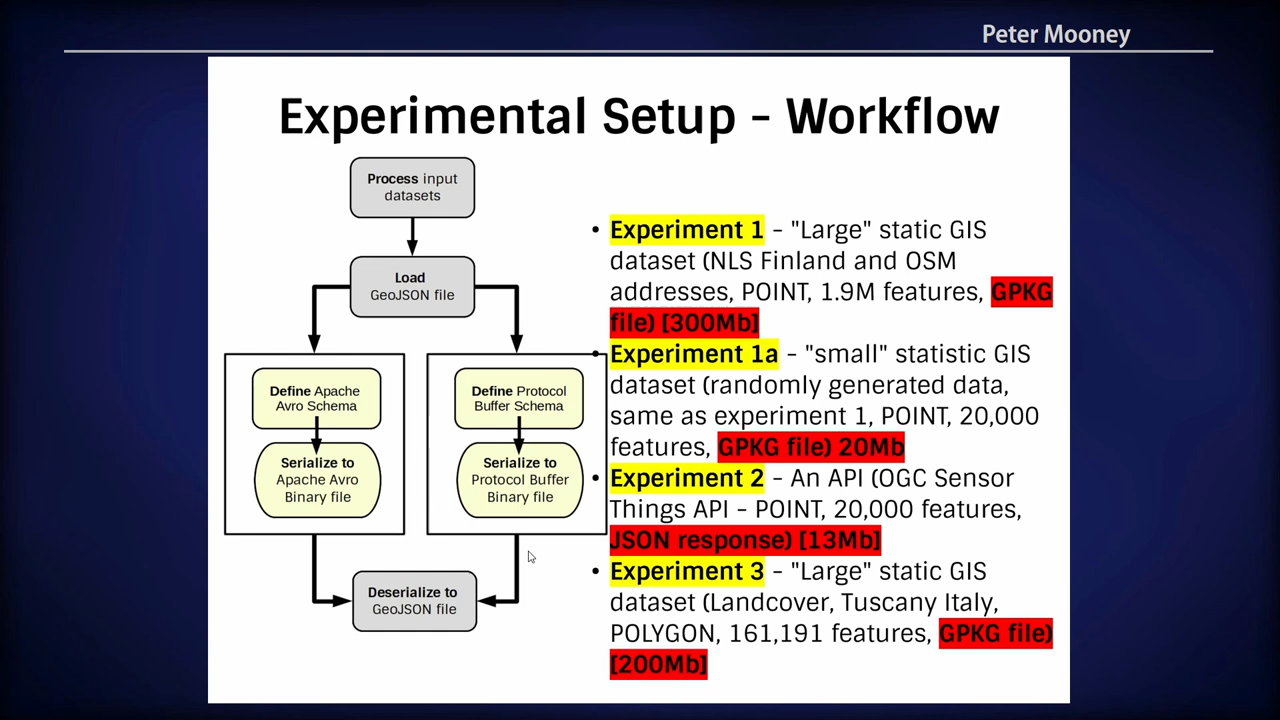 Peter Mooney
Experimental Setup – Workflow
Process input
datasets
Load
GeoJSON file
Define Apache
Avro Schema
Serialize to
Apache Avro
Binary file
Define Protocol
Buffer Schema
Serialize to
Protocol Buffer
Binary file
Deserialize to
GeoJSON file
• Experiment 1 – "Large" static GIS
dataset (NLS Finland and OSM
addresses, POINT, 1.9M features, GPKG
file) [300Mb]
• Experiment 1a – "small" statistic GIS
dataset (randomly generated data,
same as experiment 1, POINT, 20,000
features, GPKG file) 20Mb
• Experiment 2 – An API (OGC Sensor
Things API – POINT, 20,000 features,
JSON response) [13Mb]
• Experiment 3 – "Large" static GIS
dataset (Landcover, Tuscany Italy,
POLYGON, 161,191 features, GPKG file)
[200Mb]